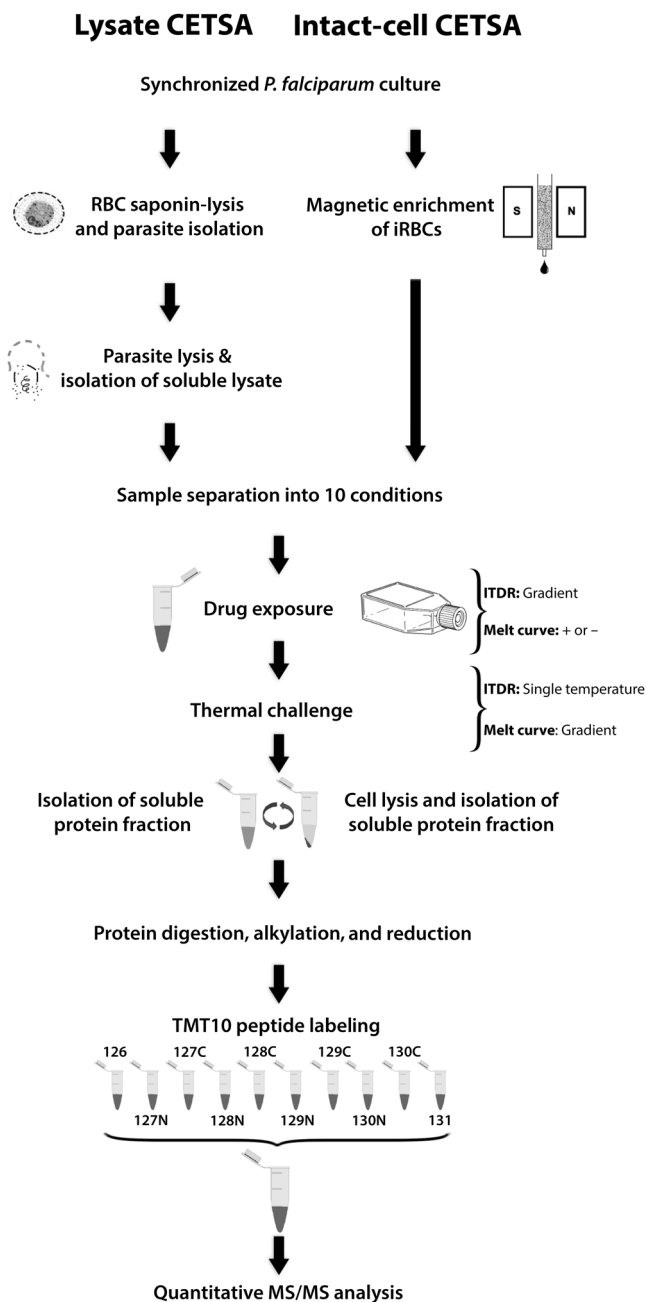 Lysate CETSA
Intact-cell CETSA
Synchronized P. falciparum culture
RBC saponin-lysis
and parasite isolation
Magnetic enrichment
of iRBCs
S
N
Parasite lysis &
isolation of soluble lysate
Sample separation into 10 conditions
Drug exposure
ITDR: Gradient
Melt curve: + or –
Thermal challenge
ITDR: Single temperature
Melt curve: Gradient
Isolation of soluble
protein fraction
Cell lysis and isolation of
soluble protein fraction
Protein digestion, alkylation, and reduction
TMT10 peptide labeling
126 127C 128C 129C 130C
127N 128N 129N 130N 131
Quantitative MS/MS analysis